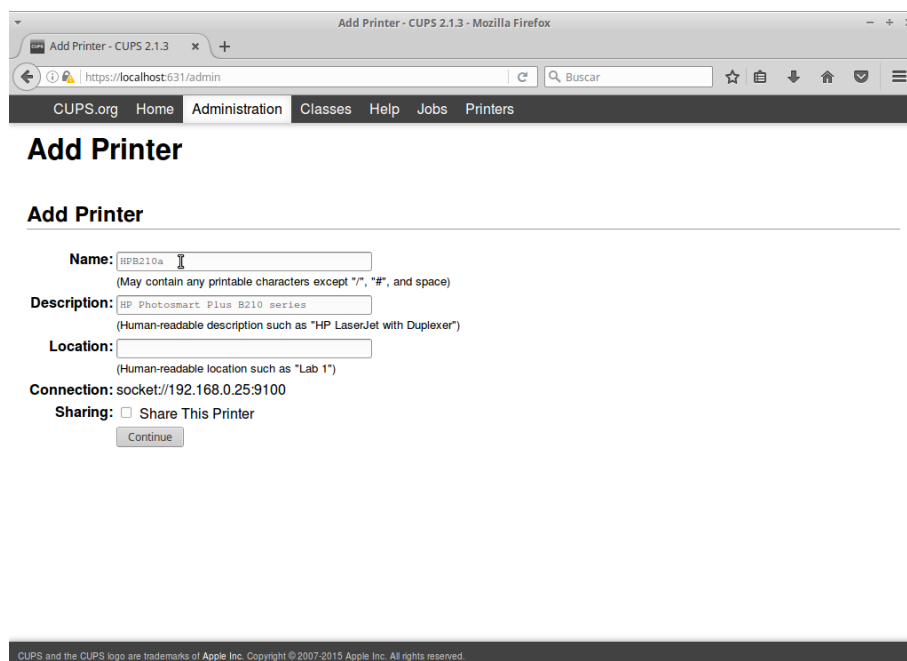 Add Printer - CUPS 2.1.3 - Mozilla Firefox
CUPS Add Printer - CUPS 2.1.3
https://localhost:631/admin Buscar
CUPS.org Home Administration Classes Help Jobs Printers
Add Printer
Add Printer
Name: HPB210a
(May contain any printable characters except "/", "#", and space)
Description: HP Photosmart Plus B210 series
(Human-readable description such as "HP LaserJet with Duplexer")
Location:
(Human-readable location such as "Lab 1")
Connection: socket://192.168.0.25:9100
Sharing: Share This Printer
Continue
CUPS and the CUPS logo are trademarks of Apple Inc. Copyright © 2007-2015 Apple Inc. All rights reserved.